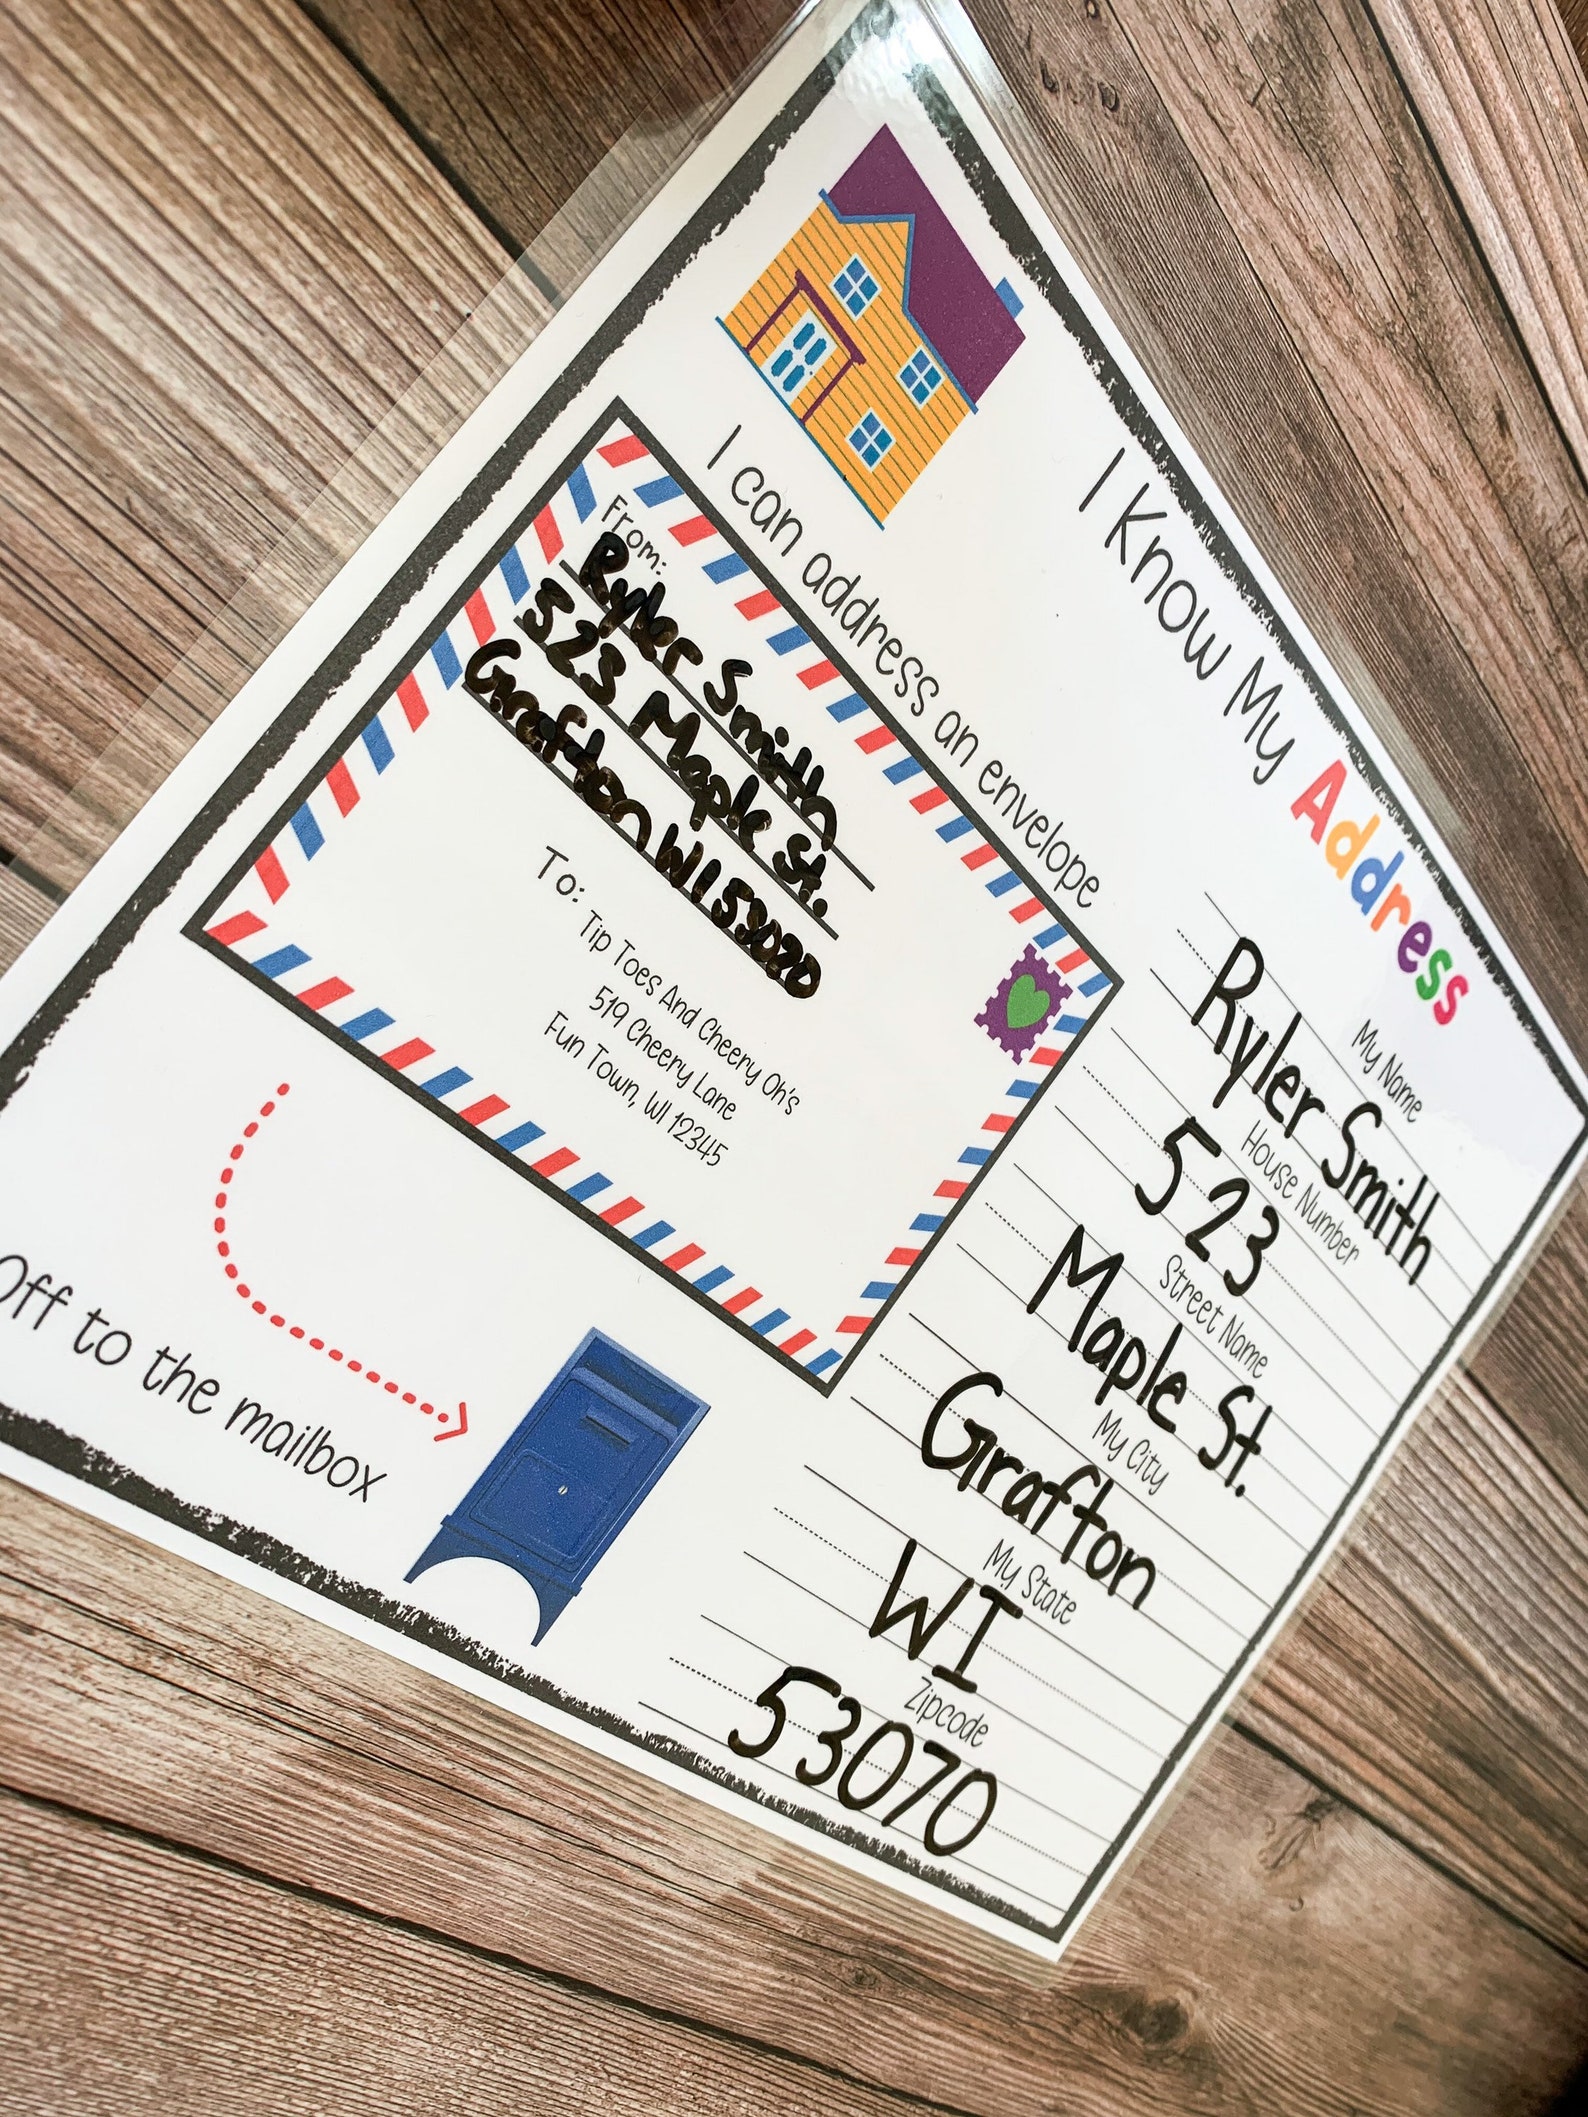 I Know My Address
My Name
Ryler Smith
House Number
523
Street Name
Maple St.
My City
Grafton
My State
WI
Zipcode
53070
I can address an envelope
From:
Ryler Smith
523 Maple St.
Grafton WI 53020
To:
Tip Toes And Cheery Oh's
519 Cheery Lane
Fun Town, WI 12345
Off to the mailbox